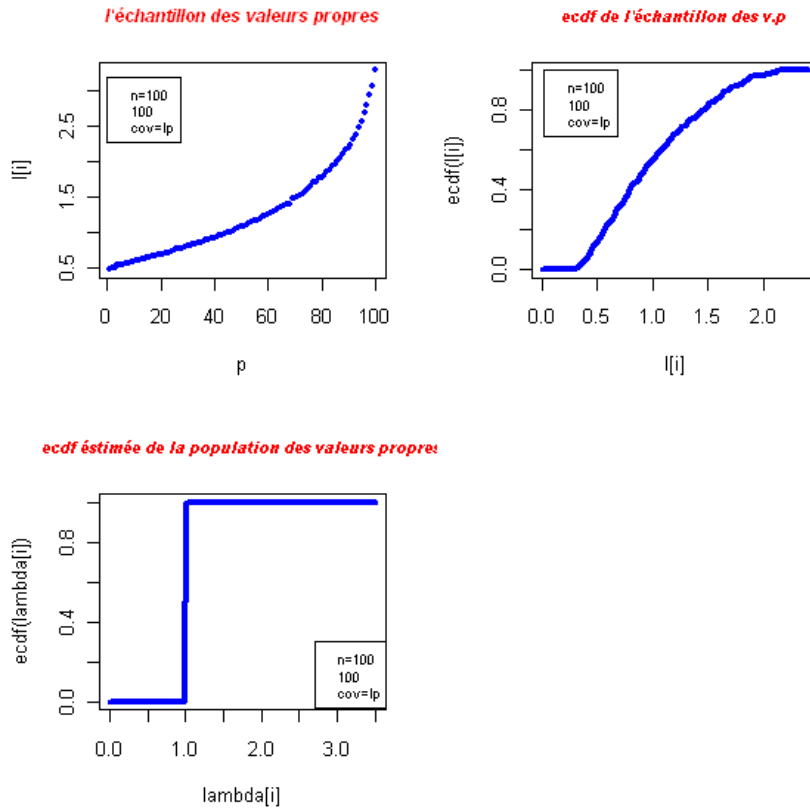 l'échantillon des valeurs propres
ecdf de l'échantillon des v.p
l[i]
0.5 1.5 2.5
n=100
100
cov=Ip
0 20 40 60 80 100
p
ecdf(l[i])
0.0 0.4 0.8
n=100
100
cov=Ip
0.0 0.5 1.0 1.5 2.0
l[i]
ecdf éstimée de la population des valeurs propres
ecdf(lambda[i])
0.0 0.4 0.8
n=100
100
cov=Ip
0.0 1.0 2.0 3.0
lambda[i]